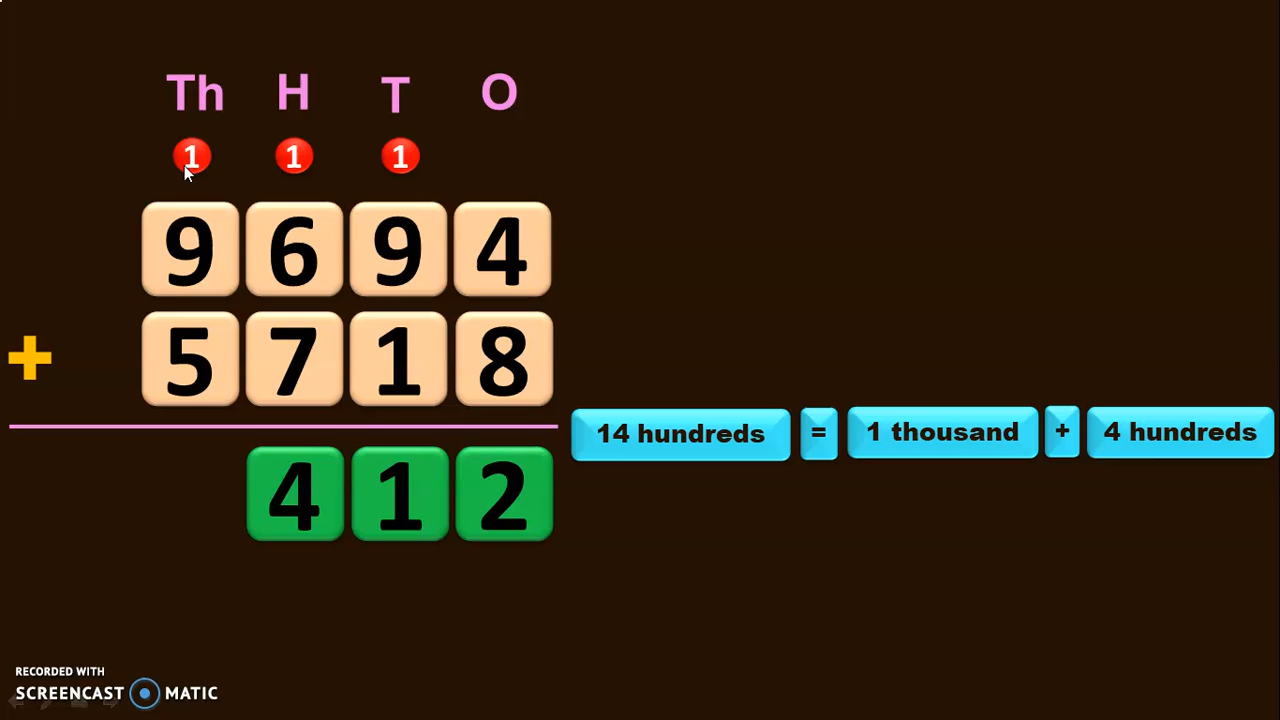 Th H T O
1 1 1
9 6 9 4
+ 5 7 1 8
4 1 2
14 hundreds = 1 thousand + 4 hundreds
RECORDED WITH
SCREENCAST MATIC